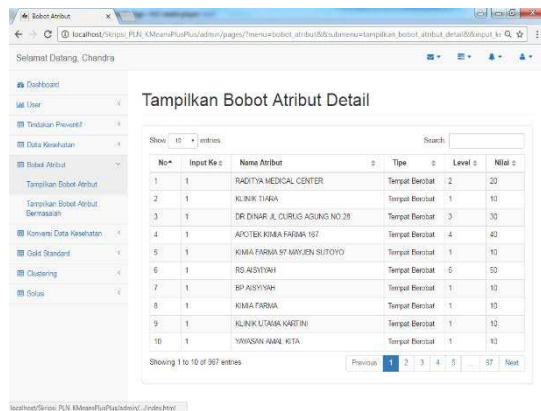 Bobot Atribut
localhost/Skripsi_PLN_KMeansPlusPlus/admin/pages/?menu=bobot_atribut&submenu=tampilkan_bobot_atribut_detail&input_ke
Selamat Datang, Chandra
Dashboard
User
Tindakan Preventif
Data Kesehatan
Bobot Atribut
Tampilkan Bobot Atribut
Tampilkan Bobot Atribut
Bermasalah
Konversi Data Kesehatan
Gold Standard
Clustering
Solusi
Tampilkan Bobot Atribut Detail
Show 10 entries Search:
No Input Ke Nama Atribut Tipe Level Nilai
1 1 RADITYA MEDICAL CENTER Tempat Berobat 2 20
2 1 KLINIK TIARA Tempat Berobat 1 10
3 1 DR DINAR JL CURUG AGUNG NO.28 Tempat Berobat 3 30
4 1 APOTEK KIMIA FARMA 167 Tempat Berobat 4 40
5 1 KIMIA FARMA 97 MAYJEN SUTOYO Tempat Berobat 1 10
6 1 RS AISYIYAH Tempat Berobat 5 50
7 1 BP AISYIYAH Tempat Berobat 1 10
8 1 KIMIA FARMA Tempat Berobat 1 10
9 1 KLINIK UTAMA KARTINI Tempat Berobat 1 10
10 1 YAYASAN AMAL KITA Tempat Berobat 1 10
Showing 1 to 10 of 967 entries Previous 1 2 3 4 5 ... 97 Next
localhost/Skripsi_PLN_KMeansPlusPlus/admin/../index.html